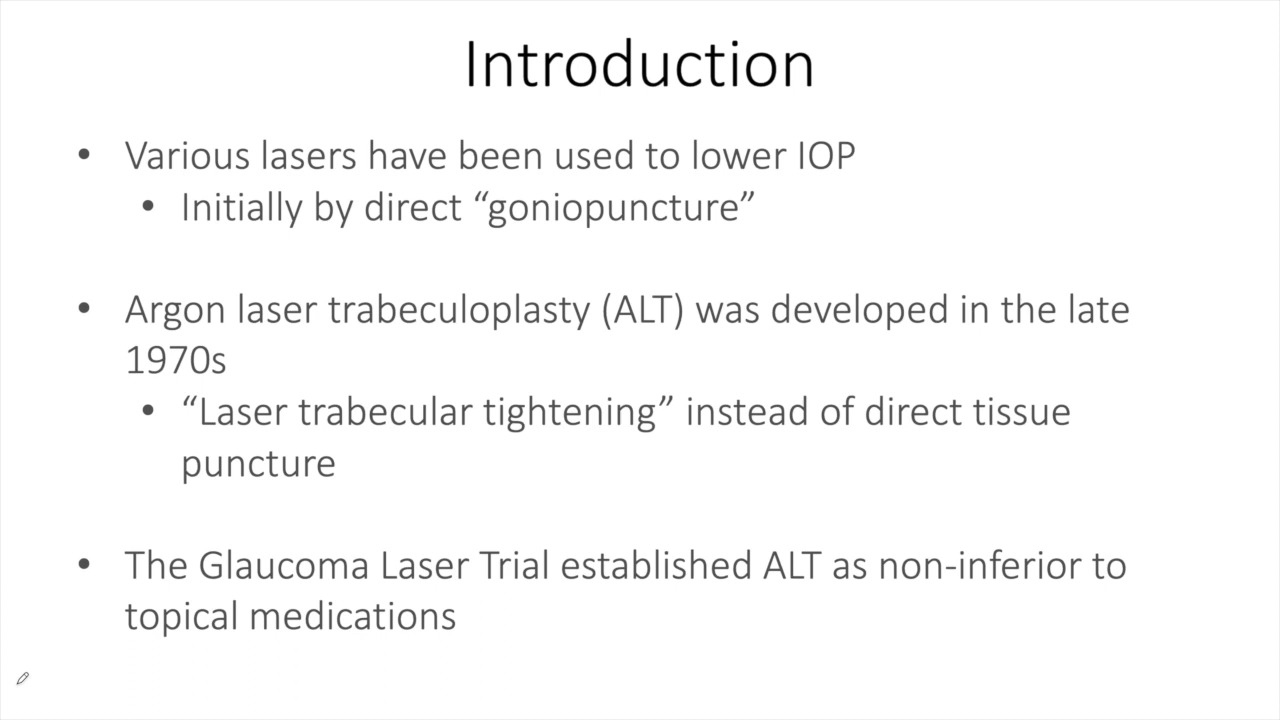 Introduction
• Various lasers have been used to lower IOP
• Initially by direct “goniopuncture”
• Argon laser trabeculoplasty (ALT) was developed in the late
1970s
• “Laser trabecular tightening” instead of direct tissue
puncture
• The Glaucoma Laser Trial established ALT as non-inferior to
topical medications